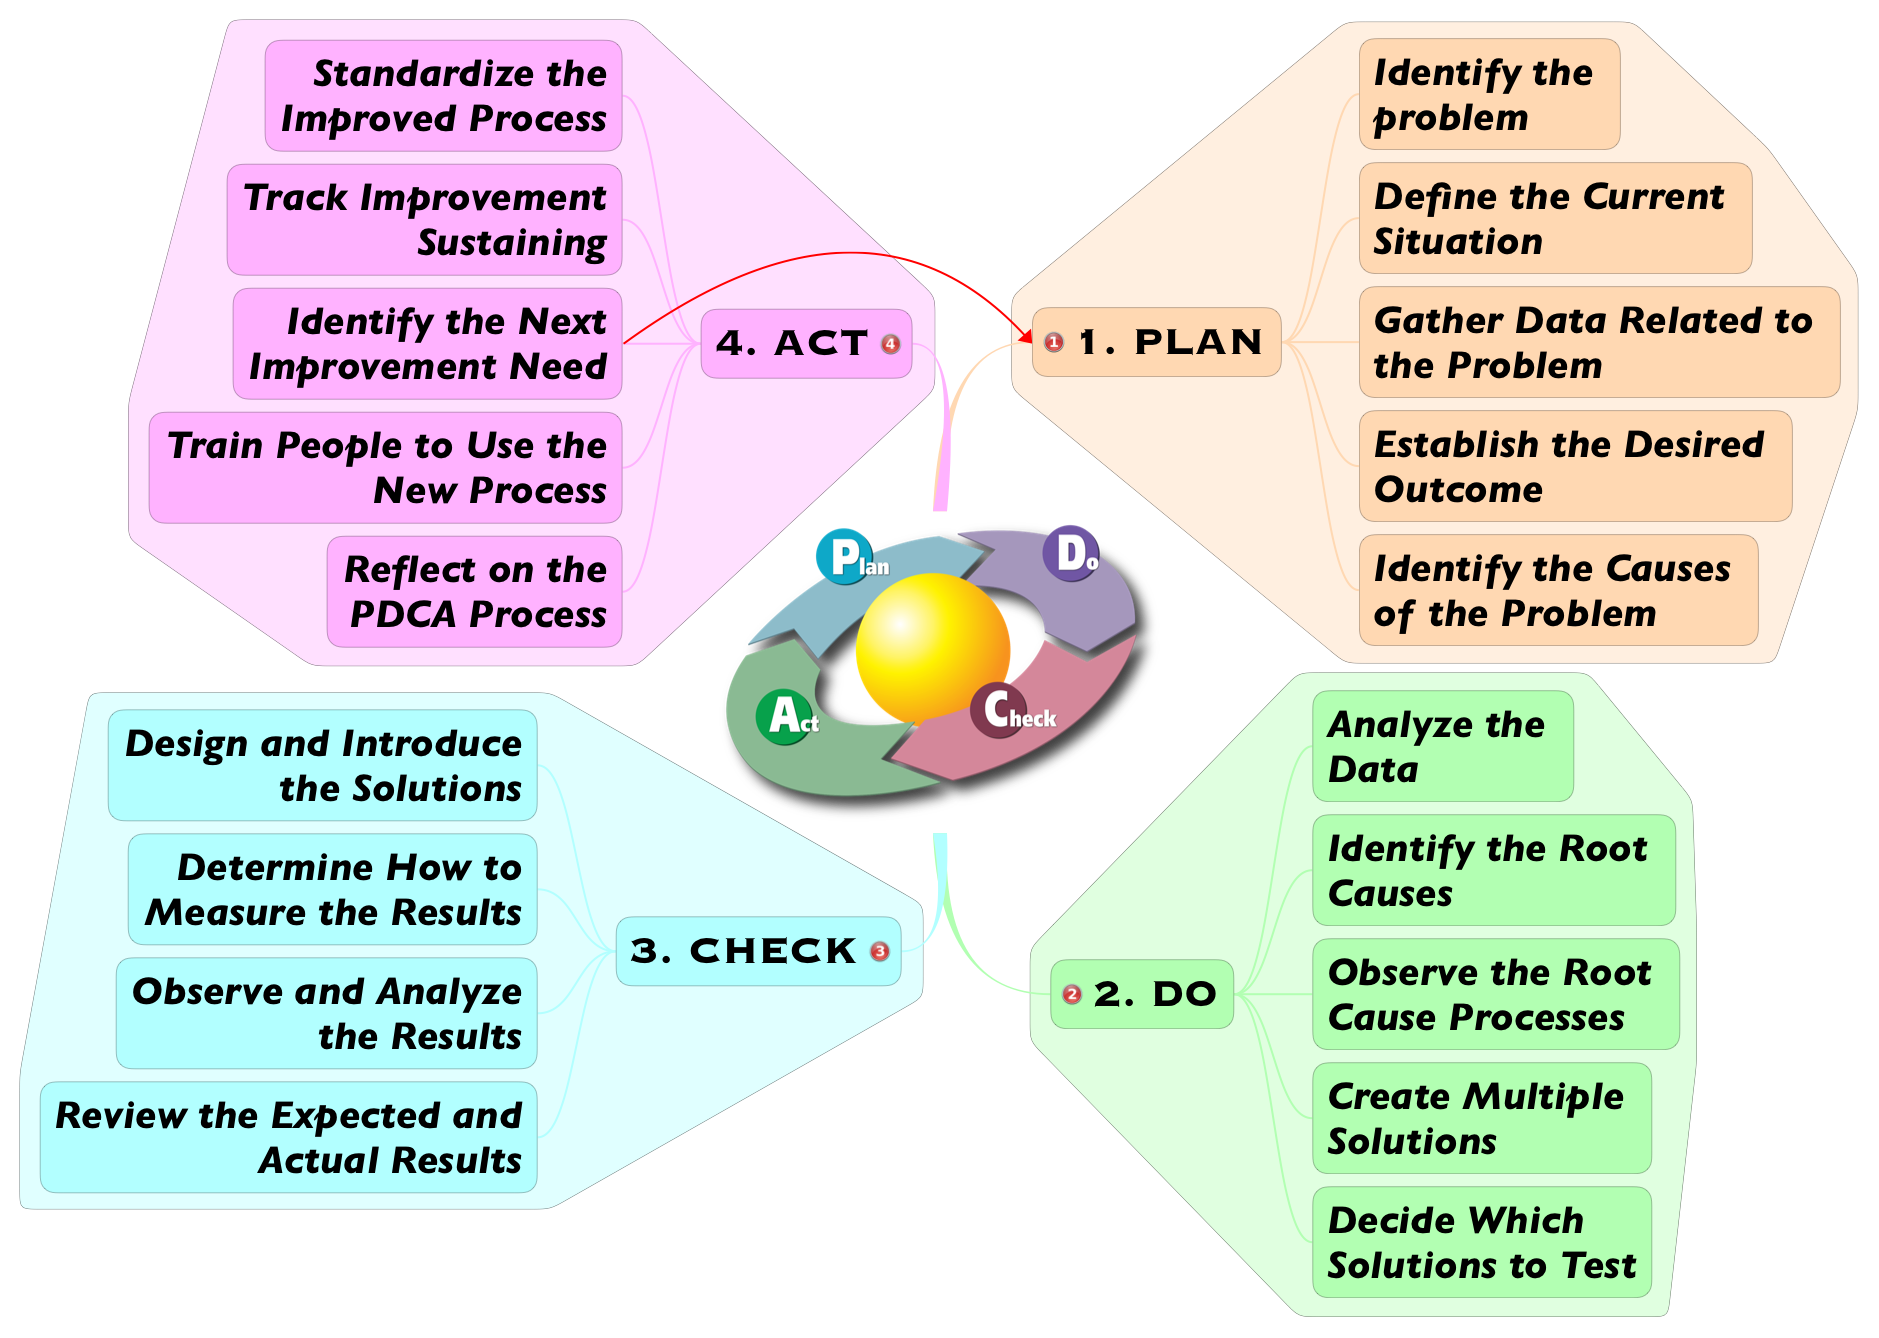 1
1. PLAN
Identify the
problem
Define the Current
Situation
Gather Data Related to
the Problem
Establish the Desired
Outcome
Identify the Causes
of the Problem
2
2. DO
Analyze the
Data
Identify the Root
Causes
Observe the Root
Cause Processes
Create Multiple
Solutions
Decide Which
Solutions to Test
3. CHECK
3
Design and Introduce
the Solutions
Determine How to
Measure the Results
Observe and Analyze
the Results
Review the Expected and
Actual Results
4. ACT
4
Standardize the
Improved Process
Track Improvement
Sustaining
Identify the Next
Improvement Need
Train People to Use the
New Process
Reflect on the
PDCA Process
Plan
Do
Check
Act